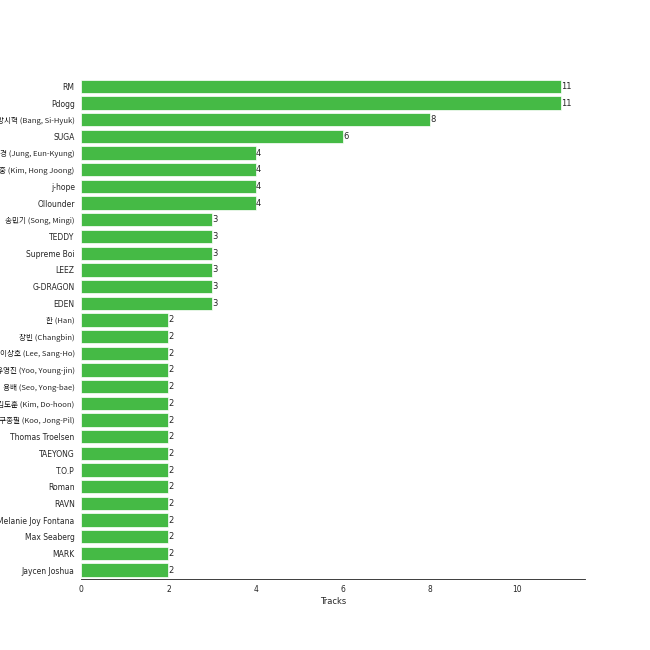 RM 11
Pdogg 11
방시혁 (Bang, Si-Hyuk) 8
SUGA 6
경 (Jung, Eun-Kyung) 4
중 (Kim, Hong Joong) 4
j-hope 4
Ollounder 4
송민기 (Song, Mingi) 3
TEDDY 3
Supreme Boi 3
LEEZ 3
G-DRAGON 3
EDEN 3
한 (Han) 2
창빈 (Changbin) 2
이상호 (Lee, Sang-Ho) 2
유영진 (Yoo, Young-jin) 2
용배 (Seo, Yong-bae) 2
김도훈 (Kim, Do-hoon) 2
구종필 (Koo, Jong-Pil) 2
Thomas Troelsen 2
TAEYONG 2
T.O.P 2
Roman 2
RAVN 2
Melanie Joy Fontana 2
Max Seaberg 2
MARK 2
Jaycen Joshua 2
0 2 4 6 8 10
Tracks